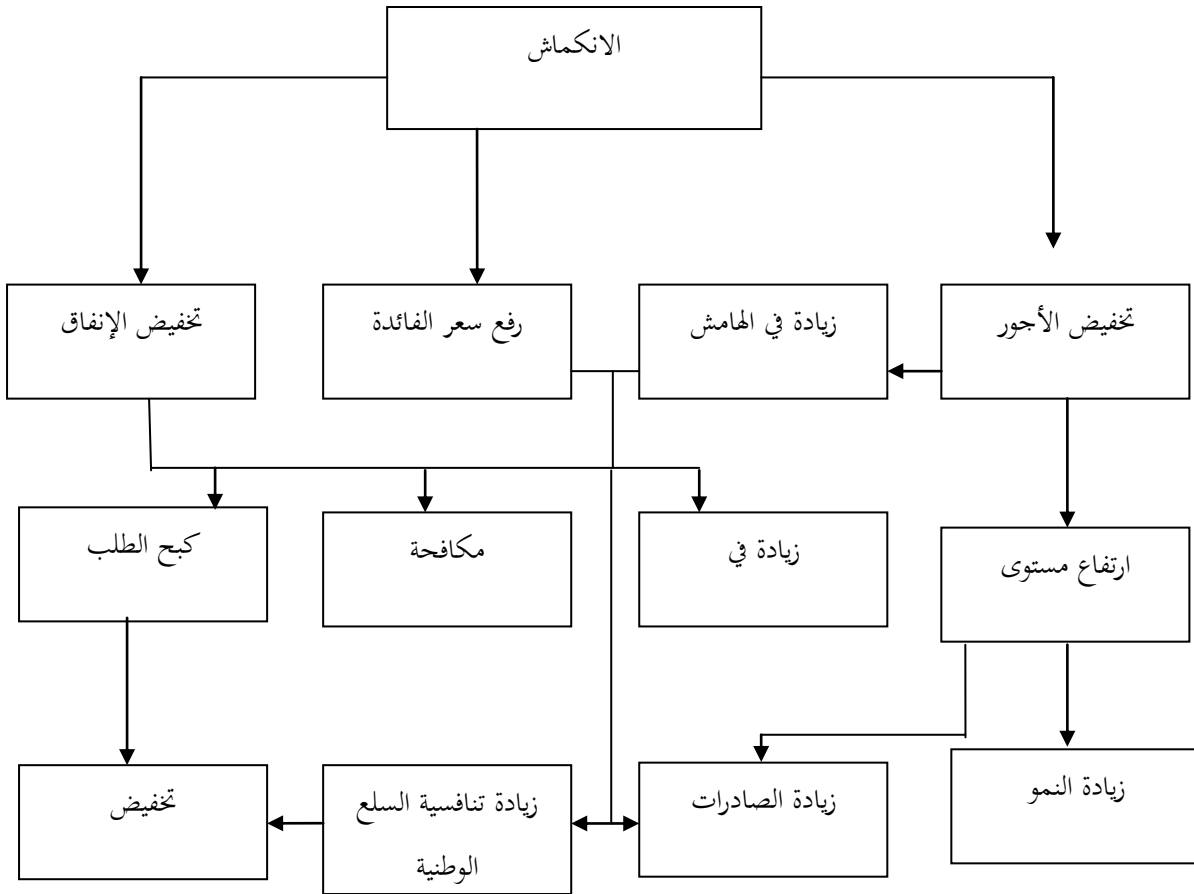 الانكماش
تخفيض الأجور
زيادة في الهامش
رفع سعر الفائدة
تخفيض الإنفاق
ارتفاع مستوى
زيادة في
مكافحة
كبح الطلب
زيادة النمو
زيادة الصادرات
زيادة تنافسية السلع
الوطنية
تخفيض